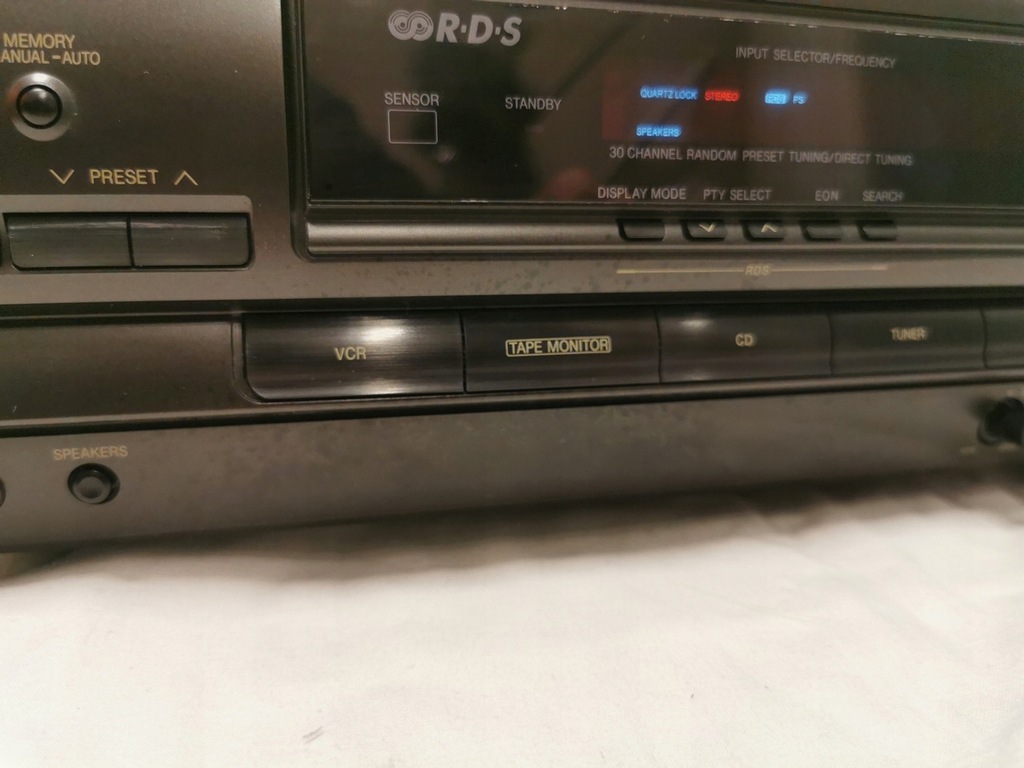 MEMORY
ANUAL–AUTO
PRESET
R·D·S
INPUT SELECTOR/FREQUENCY
SENSOR
STANDBY
QUARTZ LOCK STEREO PS
SPEAKERS
30 CHANNEL RANDOM PRESET TUNING/DIRECT TUNING
DISPLAY MODE PTY SELECT EON SEARCH
RDS
VCR
TAPE MONITOR
CD
TUNER
SPEAKERS